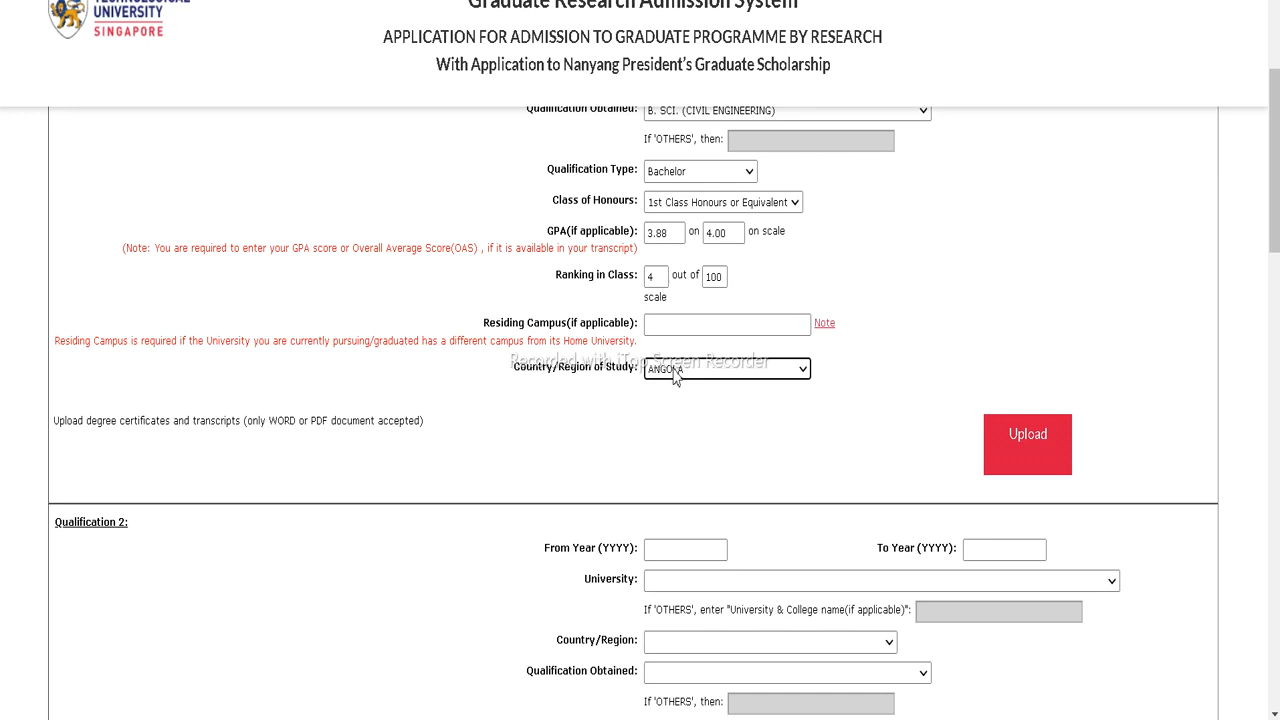 TECHNOLOGICAL
UNIVERSITY
SINGAPORE
Graduate Research Admission System
APPLICATION FOR ADMISSION TO GRADUATE PROGRAMME BY RESEARCH
With Application to Nanyang President's Graduate Scholarship
Qualification Obtained: B. SCI. (CIVIL ENGINEERING)
If 'OTHERS', then:
Qualification Type: Bachelor
Class of Honours: 1st Class Honours or Equivalent
GPA(if applicable): 3.88 on 4.00 on scale
(Note: You are required to enter your GPA score or Overall Average Score(OAS) , if it is available in your transcript)
Ranking in Class: 4 out of 100
scale
Residing Campus(if applicable): Note
Residing Campus is required if the University you are currently pursuing/graduated has a different campus from its Home University.
Recorded with iTop Screen Recorder
Country/Region of Study: ANGOLA
Upload degree certificates and transcripts (only WORD or PDF document accepted)
Upload
Qualification 2:
From Year (YYYY): To Year (YYYY):
University:
If 'OTHERS', enter "University & College name(if applicable)":
Country/Region:
Qualification Obtained:
If 'OTHERS', then: